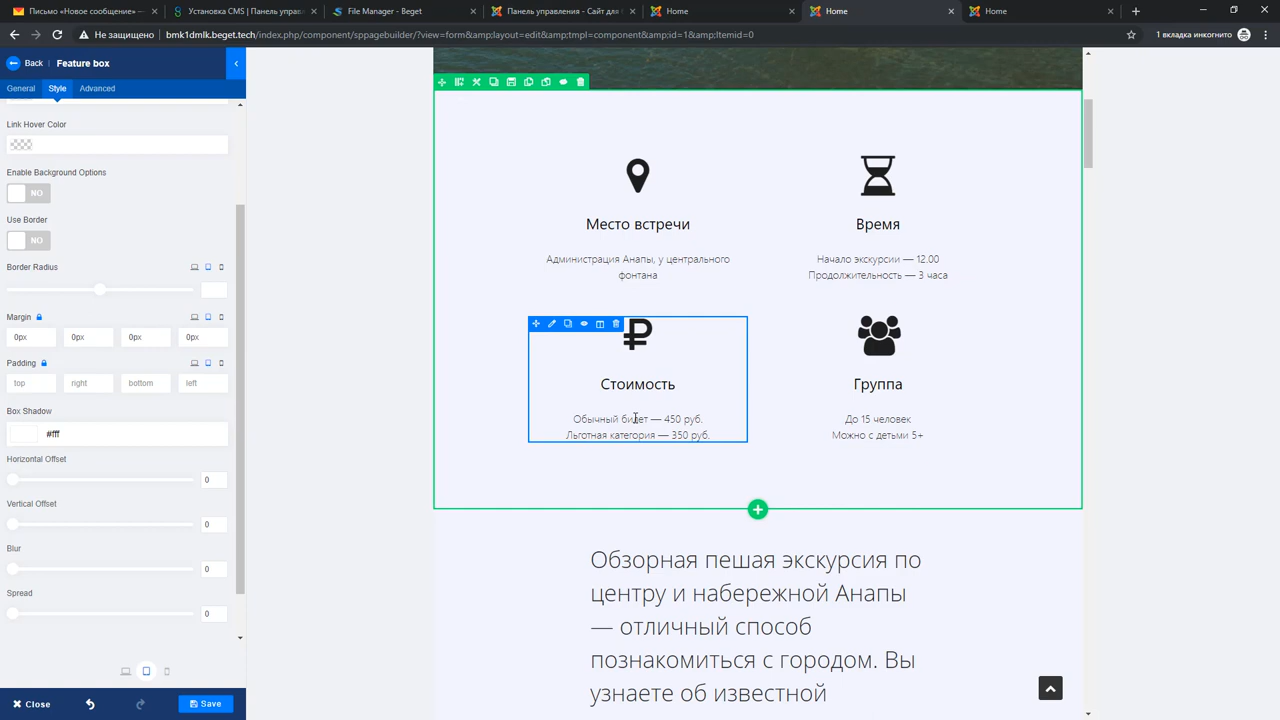 Письмо «Новое сообщение»
Установка CMS | Панель управ
File Manager - Beget
Панель управления - Сайт для
Home
Home
Home
Не защищено
bmk1dmlk.beget.tech/index.php/component/sppagebuilder/?view=form&amp;layout=edit&amp;tmpl=component&amp;id=1&amp;Itemid=0
1 вкладка инкогнито
Back
Feature box
General
Style
Advanced
Link Hover Color
Enable Background Options
NO
Use Border
NO
Border Radius
Margin
0px
0px
0px
0px
Padding
top
right
bottom
left
Box Shadow
#fff
Horizontal Offset
0
Vertical Offset
0
Blur
0
Spread
0
Close
Save
Место встречи
Администрация Анапы, у центрального
фонтана
Время
Начало экскурсии — 12.00
Продолжительность — 3 часа
Стоимость
Обычный билет — 450 руб.
Льготная категория — 350 руб.
Группа
До 15 человек
Можно с детьми 5+
Обзорная пешая экскурсия по
центру и набережной Анапы
— отличный способ
познакомиться с городом. Вы
узнаете об известной